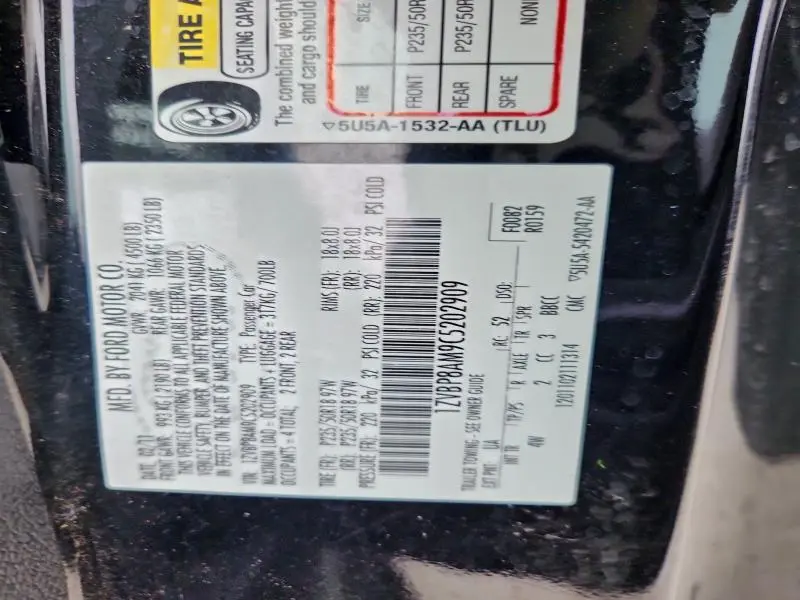 TIRE A
SEATING CAPA
The combined weight
and cargo should
TIRE SIZE
FRONT P235/50R
REAR P235/50R
SPARE NONE
5U5A-1532-AA (TLU)
MFD. BY FORD MOTOR CO.
DATE: 02/11 GVWR: 2041 KG (4500 LB)
FRONT GAWR: 993 KG (2190 LB) REAR GAWR: 1066 KG (2350 LB)
THIS VEHICLE CONFORMS TO ALL APPLICABLE FEDERAL MOTOR
VEHICLE SAFETY, BUMPER, AND THEFT PREVENTION STANDARDS
IN EFFECT ON THE DATE OF MANUFACTURE SHOWN ABOVE.
VIN: 1ZVBP8AM9C5202909 TYPE: Passenger Car
MAXIMUM LOAD = OCCUPANTS + LUGGAGE = 317KG / 700LB
OCCUPANTS = 4 TOTAL, 2 FRONT, 2 REAR
TIRE (FR): P235/50R18 97W RIMS (FR): 18x8.0J
(RR): P235/50R18 97W (RR): 18x8.0J
PRESSURE (FR): 220 kPa/ 32 PSI COLD (RR): 220 kPa/ 32 PSI COLD
1ZVBP8AM9C5202909
TRAILER TOWING - SEE OWNER GUIDE F0082
R0159
EXT PNT: UA RC: 52 DSO:
INT TR TP/PS R AXLE TR SPR
4W 2 CC 3 BBCC
1201102111314 CMC 5U5A-5420472-AA